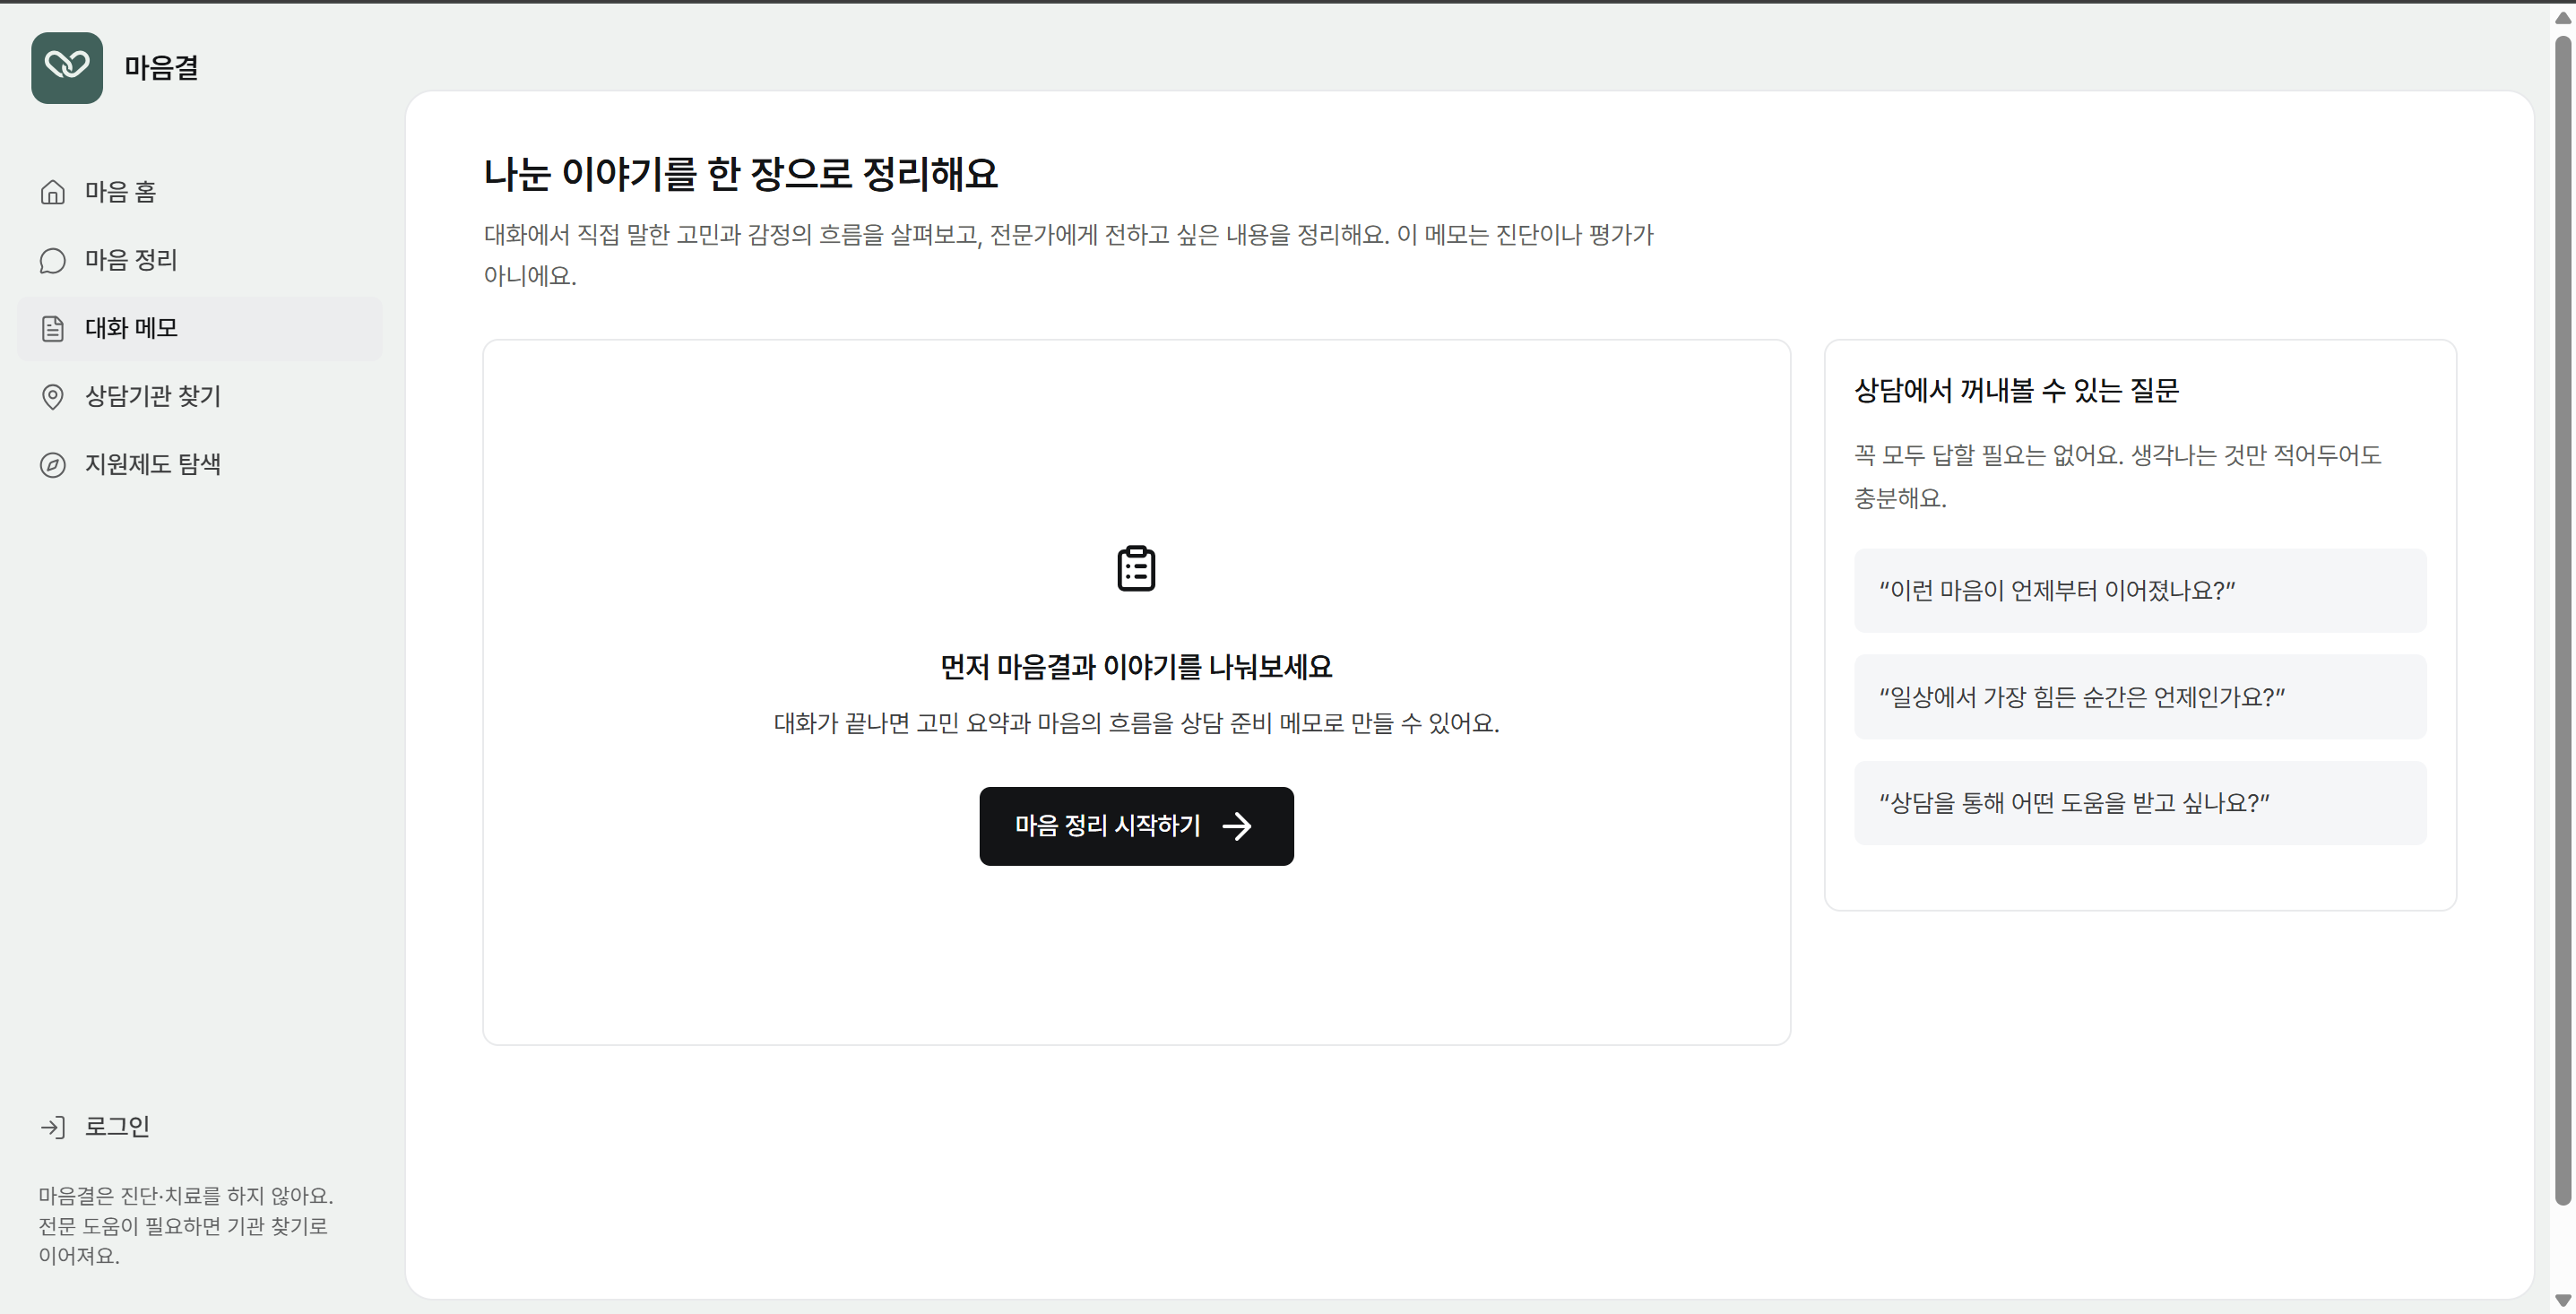 마음결
마음 홈
마음 정리
대화 메모
상담기관 찾기
지원제도 탐색
로그인
마음결은 진단·치료를 하지 않아요.
전문 도움이 필요하면 기관 찾기로
이어져요.
나눈 이야기를 한 장으로 정리해요
대화에서 직접 말한 고민과 감정의 흐름을 살펴보고, 전문가에게 전하고 싶은 내용을 정리해요. 이 메모는 진단이나 평가가
아니에요.
먼저 마음결과 이야기를 나눠보세요
대화가 끝나면 고민 요약과 마음의 흐름을 상담 준비 메모로 만들 수 있어요.
마음 정리 시작하기
상담에서 꺼내볼 수 있는 질문
꼭 모두 답할 필요는 없어요. 생각나는 것만 적어두어도
충분해요.
“이런 마음이 언제부터 이어졌나요?”
“일상에서 가장 힘든 순간은 언제인가요?”
“상담을 통해 어떤 도움을 받고 싶나요?”